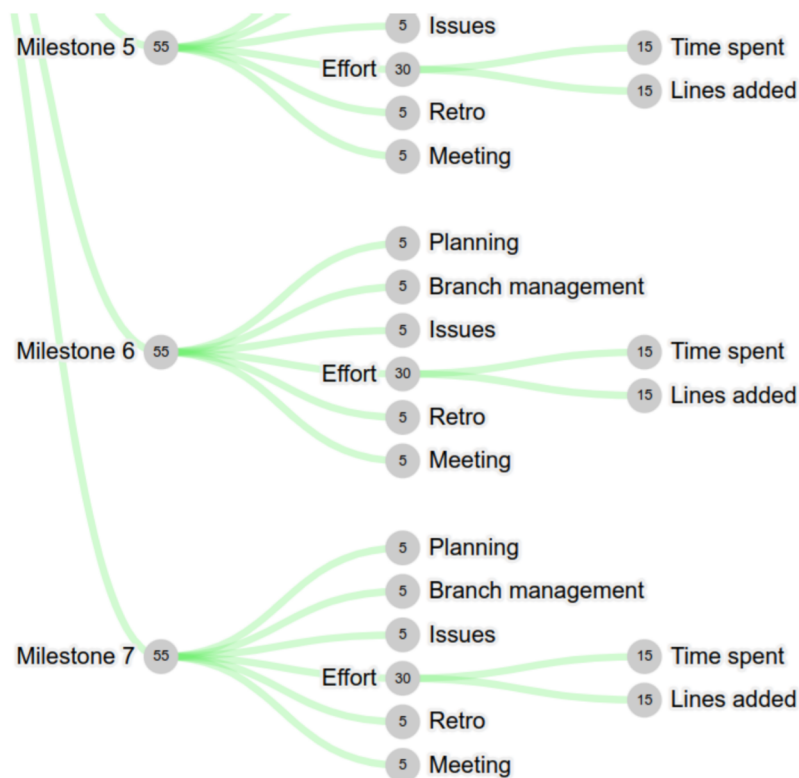 5 Issues
Milestone 5 55 15 Time spent
Effort 30
15 Lines added
5 Retro
5 Meeting
5 Planning
5 Branch management
5 Issues
Milestone 6 55 15 Time spent
Effort 30
15 Lines added
5 Retro
5 Meeting
5 Planning
5 Branch management
5 Issues
Milestone 7 55 15 Time spent
Effort 30
15 Lines added
5 Retro
5 Meeting